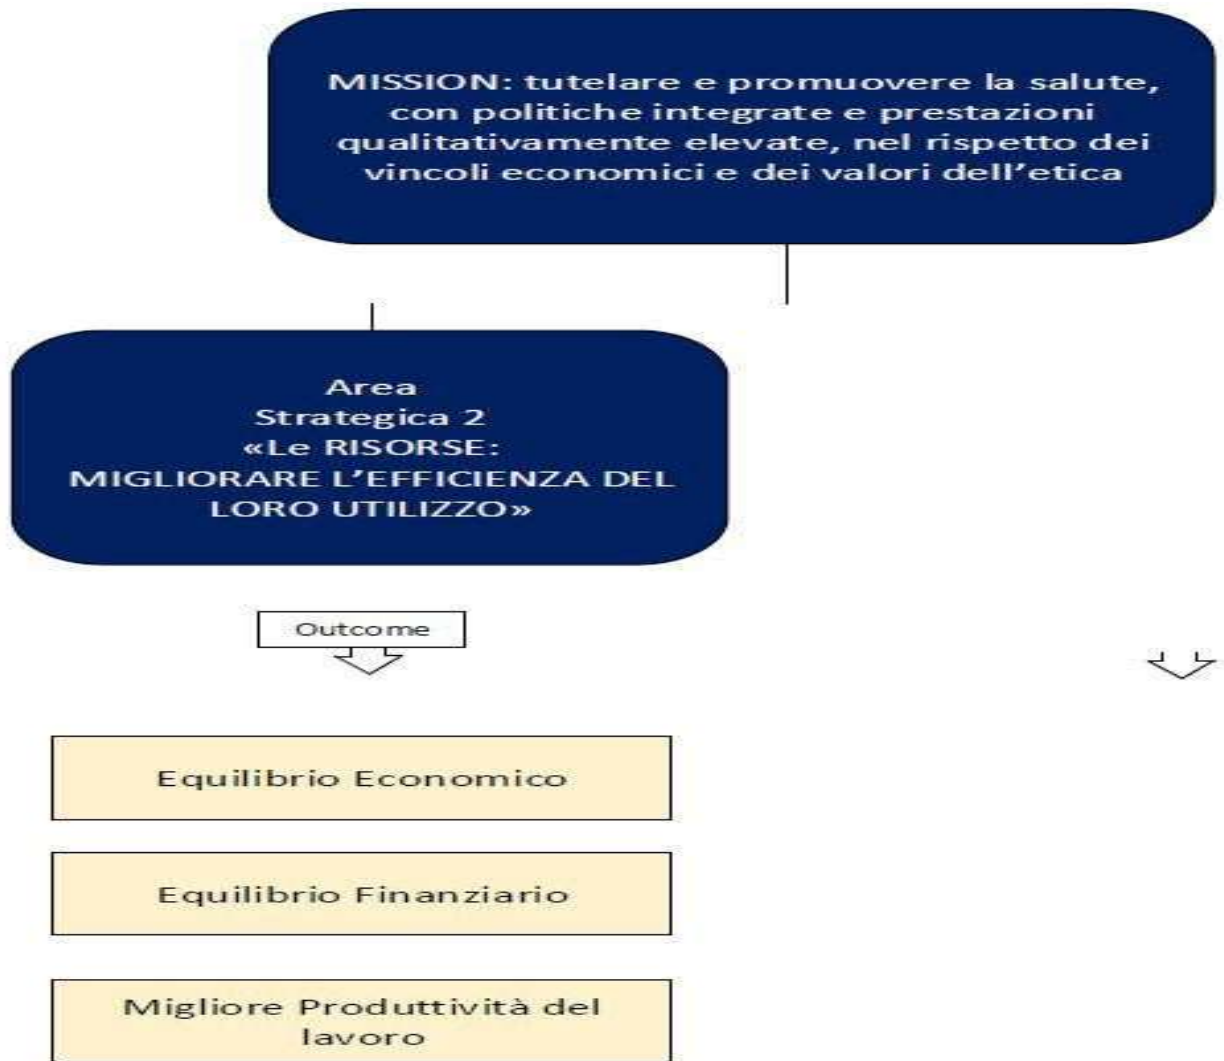 MISSION: tutelare e promuovere la salute,
con politiche integrate e prestazioni
qualitativamente elevate, nel rispetto dei
vincoli economici e dei valori dell’etica
Area
Strategica 2
«Le RISORSE:
MIGLIORARE L’EFFICIENZA DEL
LORO UTILIZZO»
Outcome
Equilibrio Economico
Equilibrio Finanziario
Migliore Produttività del
lavoro